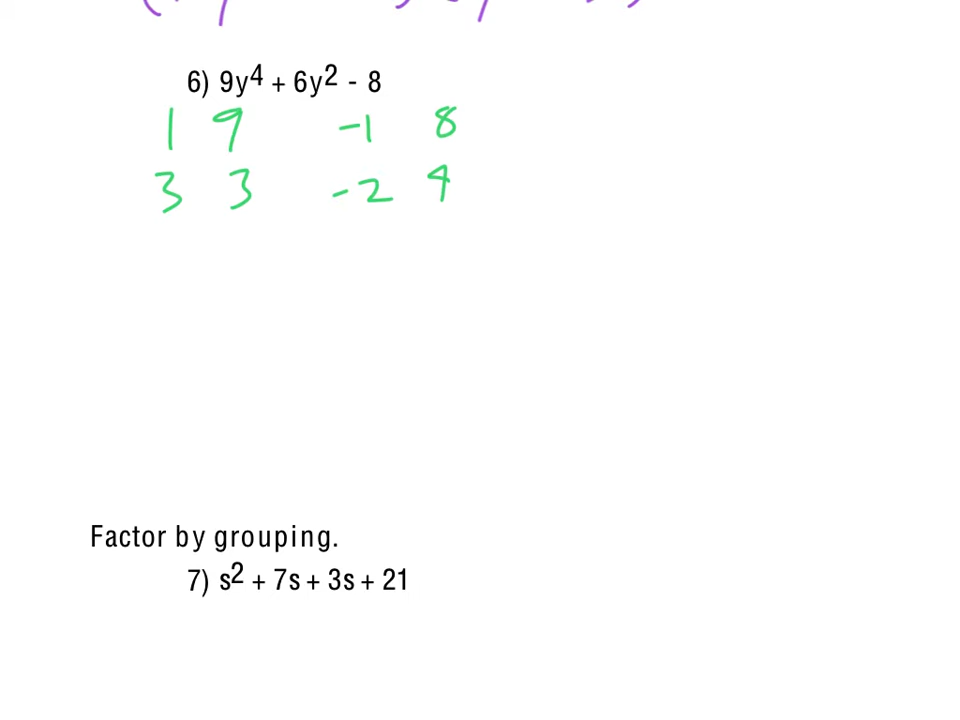 6) 9y⁴ + 6y² - 8
1 9 -1 8
3 3 -2 4
Factor by grouping.
7) s² + 7s + 3s + 21